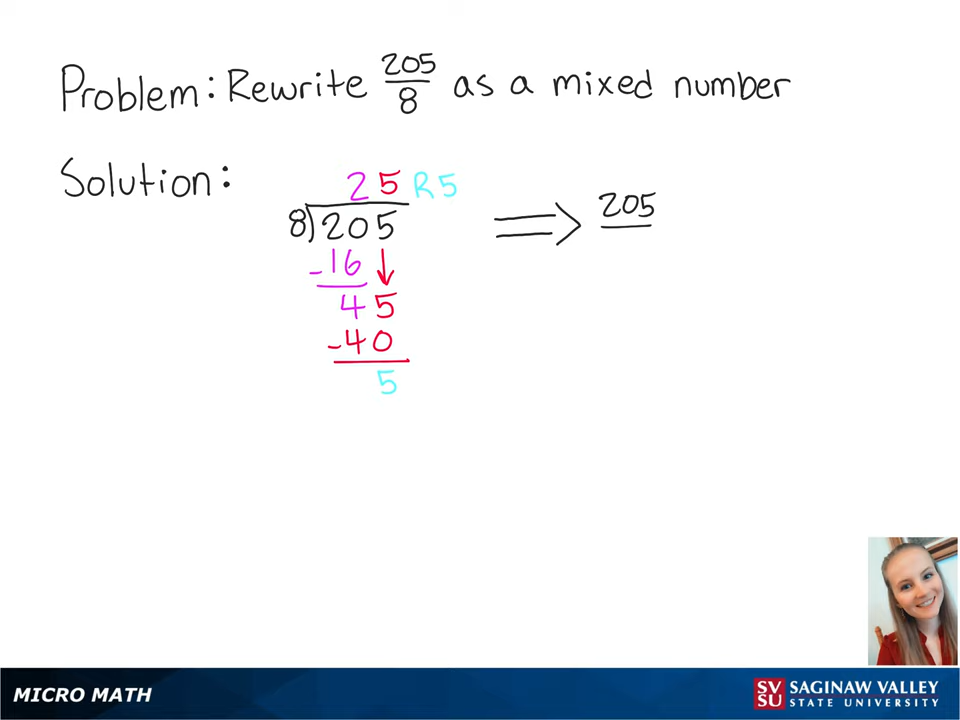 Problem: Rewrite 205/8 as a mixed number
Solution:
25 R5
8)205
205
-16 ↓
45
-40
5
MICRO MATH
SV
SU
SAGINAW VALLEY
STATE UNIVERSITY